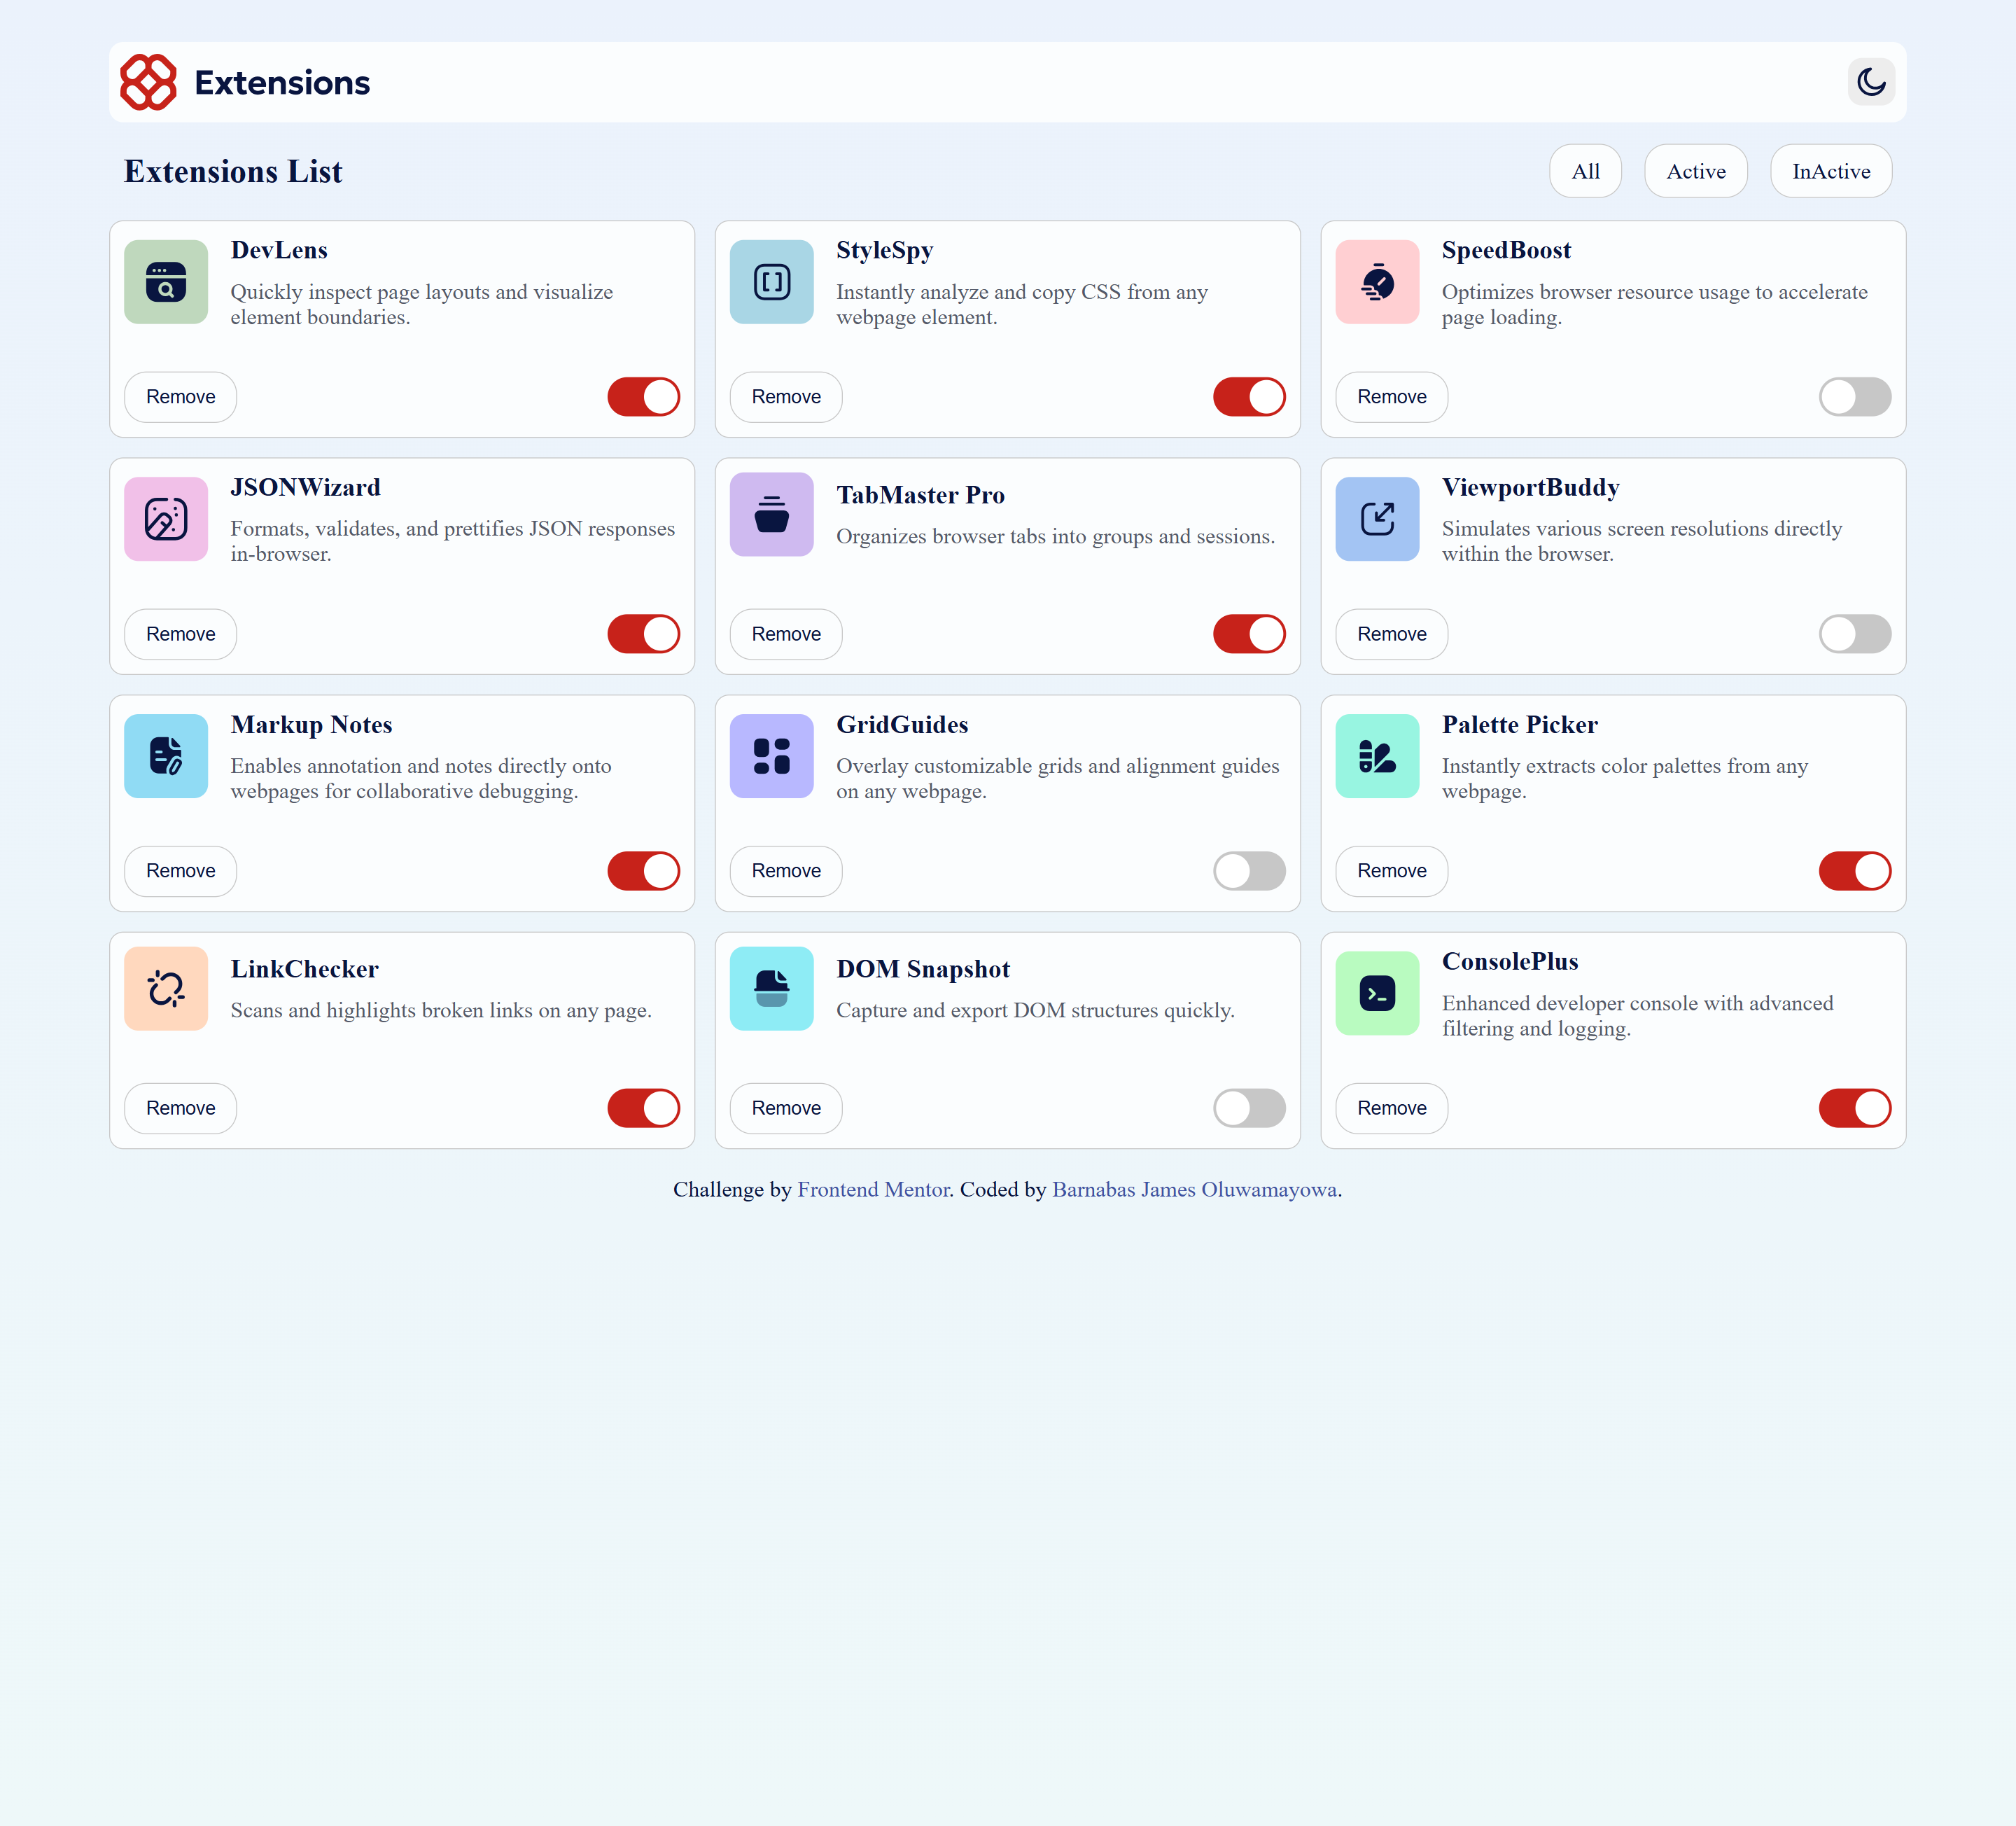 Extensions
Extensions List
All
Active
InActive
DevLens
Quickly inspect page layouts and visualize
element boundaries.
Remove
StyleSpy
Instantly analyze and copy CSS from any
webpage element.
Remove
SpeedBoost
Optimizes browser resource usage to accelerate
page loading.
Remove
JSONWizard
Formats, validates, and prettifies JSON responses
in-browser.
Remove
TabMaster Pro
Organizes browser tabs into groups and sessions.
Remove
ViewportBuddy
Simulates various screen resolutions directly
within the browser.
Remove
Markup Notes
Enables annotation and notes directly onto
webpages for collaborative debugging.
Remove
GridGuides
Overlay customizable grids and alignment guides
on any webpage.
Remove
Palette Picker
Instantly extracts color palettes from any
webpage.
Remove
LinkChecker
Scans and highlights broken links on any page.
Remove
DOM Snapshot
Capture and export DOM structures quickly.
Remove
ConsolePlus
Enhanced developer console with advanced
filtering and logging.
Remove
Challenge by Frontend Mentor. Coded by Barnabas James Oluwamayowa.